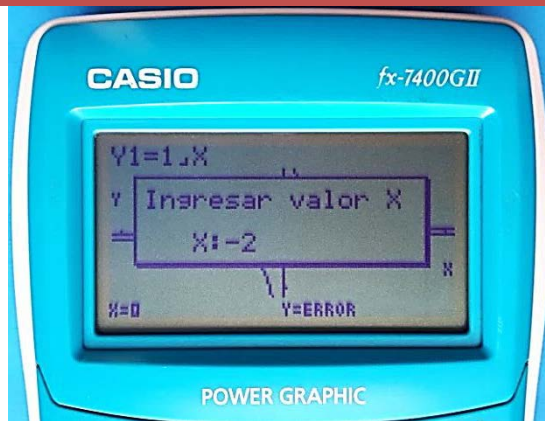 CASIO fx-7400GII
Y1=1⌟X
Y
Ingresar valor X
X:-2
X
X=0 Y=ERROR
POWER GRAPHIC